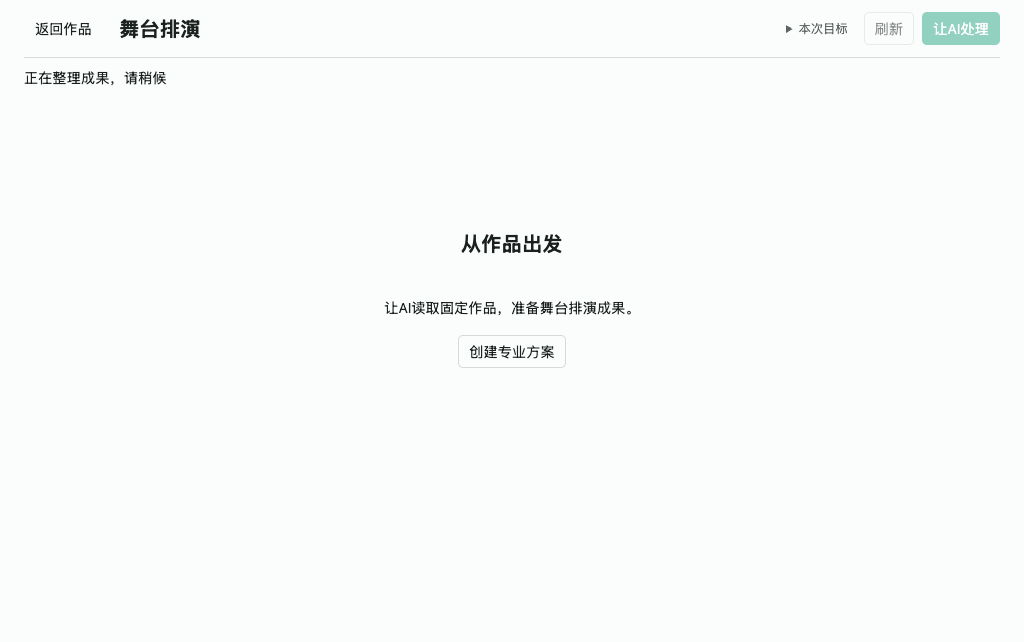 返回作品
舞台排演
本次目标
刷新
让AI处理
正在整理成果，请稍候
从作品出发
让AI读取固定作品，准备舞台排演成果。
创建专业方案